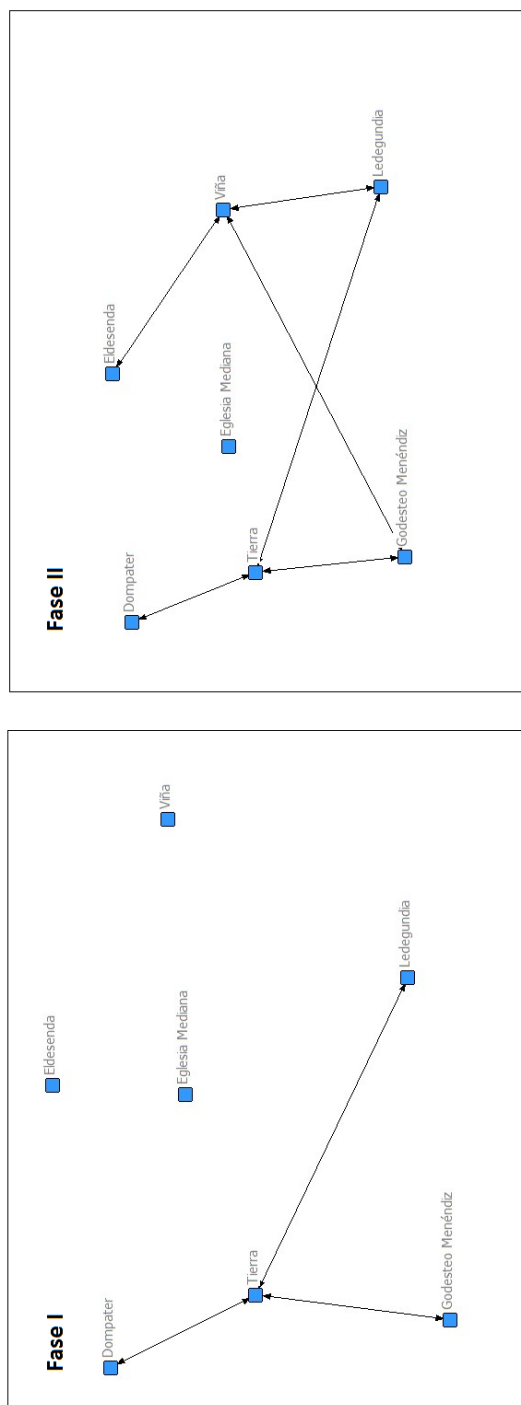 Fase I
Dompater
Tierra
Godesteo Menéndiz
Eldesenda
Eglesia Mediana
Ledegundia
Viña
Fase II
Dompater
Tierra
Godesteo Menéndiz
Eglesia Mediana
Eldesenda
Viña
Ledegundia